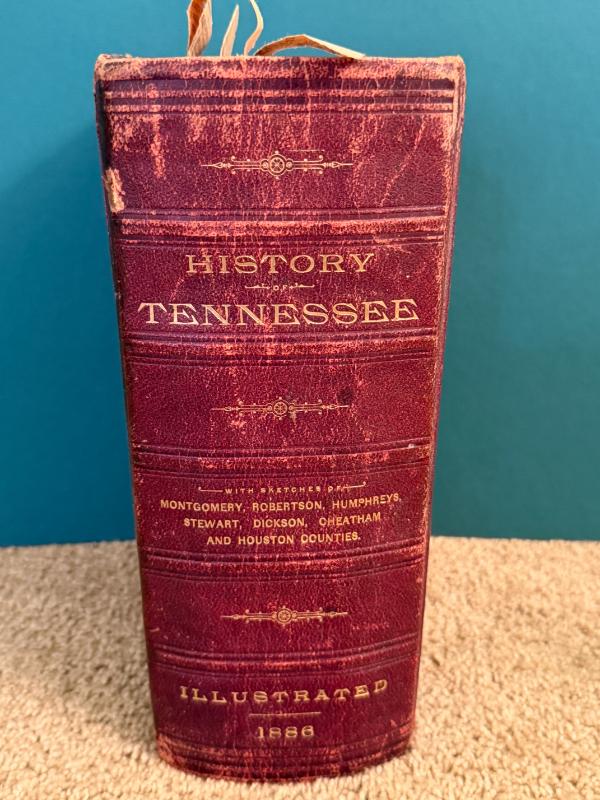 HISTORY
OF
TENNESSEE
WITH SKETCHES OF
MONTGOMERY, ROBERTSON, HUMPHREYS,
STEWART, DICKSON, CHEATHAM
AND HOUSTON COUNTIES.
ILLUSTRATED
1886